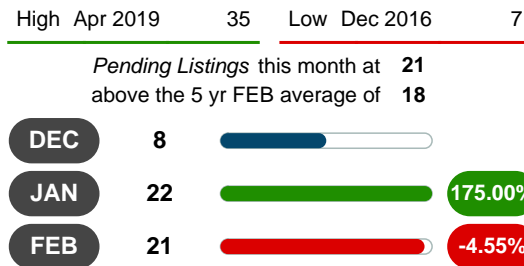 High Apr 2019 35 Low Dec 2016 7
Pending Listings this month at 21
above the 5 yr FEB average of 18
DEC 8
JAN 22 175.00%
FEB 21 -4.55%